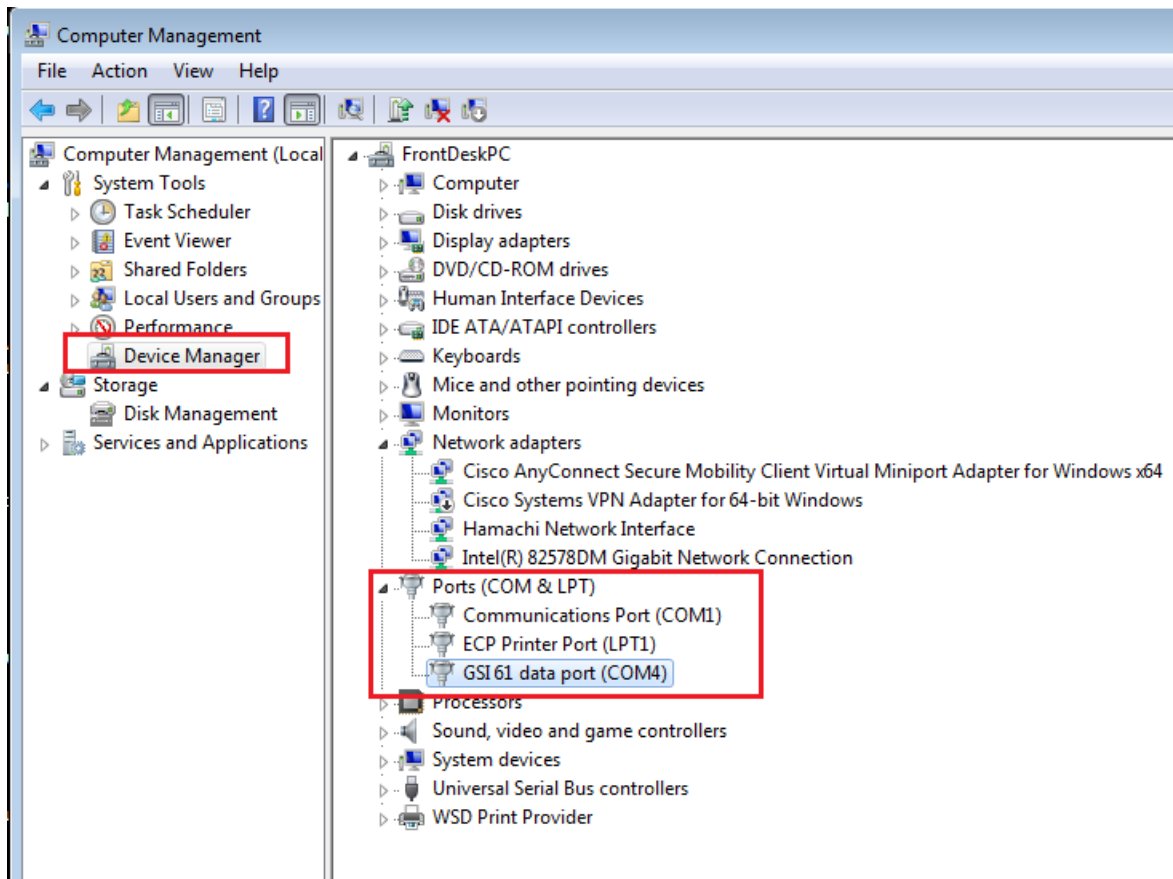 Computer Management
File Action View Help
Computer Management (Local
System Tools
Task Scheduler
Event Viewer
Shared Folders
Local Users and Groups
Performance
Device Manager
Storage
Disk Management
Services and Applications
FrontDeskPC
Computer
Disk drives
Display adapters
DVD/CD-ROM drives
Human Interface Devices
IDE ATA/ATAPI controllers
Keyboards
Mice and other pointing devices
Monitors
Network adapters
Cisco AnyConnect Secure Mobility Client Virtual Miniport Adapter for Windows x64
Cisco Systems VPN Adapter for 64-bit Windows
Hamachi Network Interface
Intel(R) 82578DM Gigabit Network Connection
Ports (COM & LPT)
Communications Port (COM1)
ECP Printer Port (LPT1)
GSI 61 data port (COM4)
Processors
Sound, video and game controllers
System devices
Universal Serial Bus controllers
WSD Print Provider